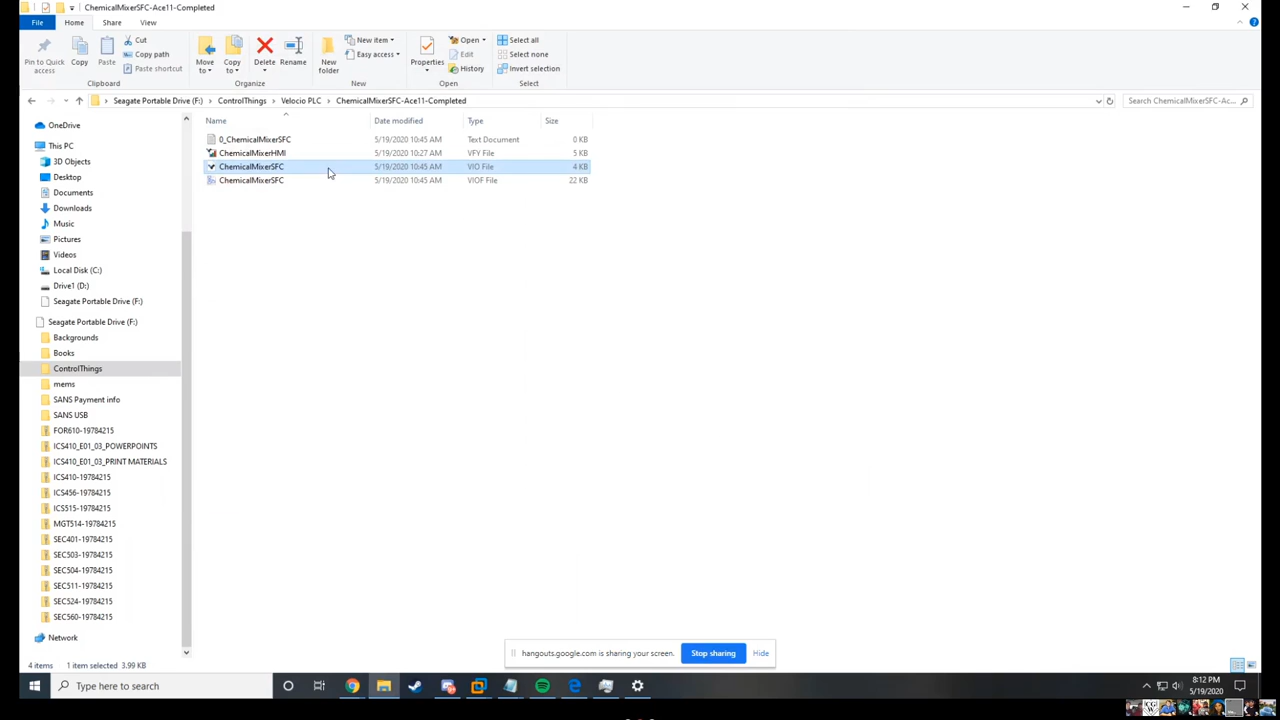 ChemicalMixerSFC-Ace11-Completed
File Home Share View
Pin to Quick access
Copy
Paste
Cut
Copy path
Paste shortcut
Clipboard
Move to
Copy to
Delete
Rename
Organize
New folder
New item
Easy access
New
Properties
Open
Edit
History
Open
Select all
Select none
Invert selection
Select
Seagate Portable Drive (F:) > ControlThings > Velocio PLC > ChemicalMixerSFC-Ace11-Completed
Search ChemicalMixerSFC-Ac...
Name Date modified Type Size
0_ChemicalMixerSFC 5/19/2020 10:45 AM Text Document 0 KB
ChemicalMixerHMI 5/19/2020 10:27 AM VFY File 5 KB
ChemicalMixerSFC 5/19/2020 10:45 AM VIO File 4 KB
ChemicalMixerSFC 5/19/2020 10:45 AM VIOF File 22 KB
OneDrive
This PC
3D Objects
Desktop
Documents
Downloads
Music
Pictures
Videos
Local Disk (C:)
Drive1 (D:)
Seagate Portable Drive (F:)
Seagate Portable Drive (F:)
Backgrounds
Books
ControlThings
mems
SANS Payment info
SANS USB
FOR610-19784215
ICS410_E01_03_POWERPOINTS
ICS410_E01_03_PRINT MATERIALS
ICS410-19784215
ICS456-19784215
ICS515-19784215
MGT514-19784215
SEC401-19784215
SEC503-19784215
SEC504-19784215
SEC511-19784215
SEC524-19784215
SEC560-19784215
Network
4 items 1 item selected 3.99 KB
hangouts.google.com is sharing your screen. Stop sharing Hide
Type here to search
8:12 PM
5/19/2020